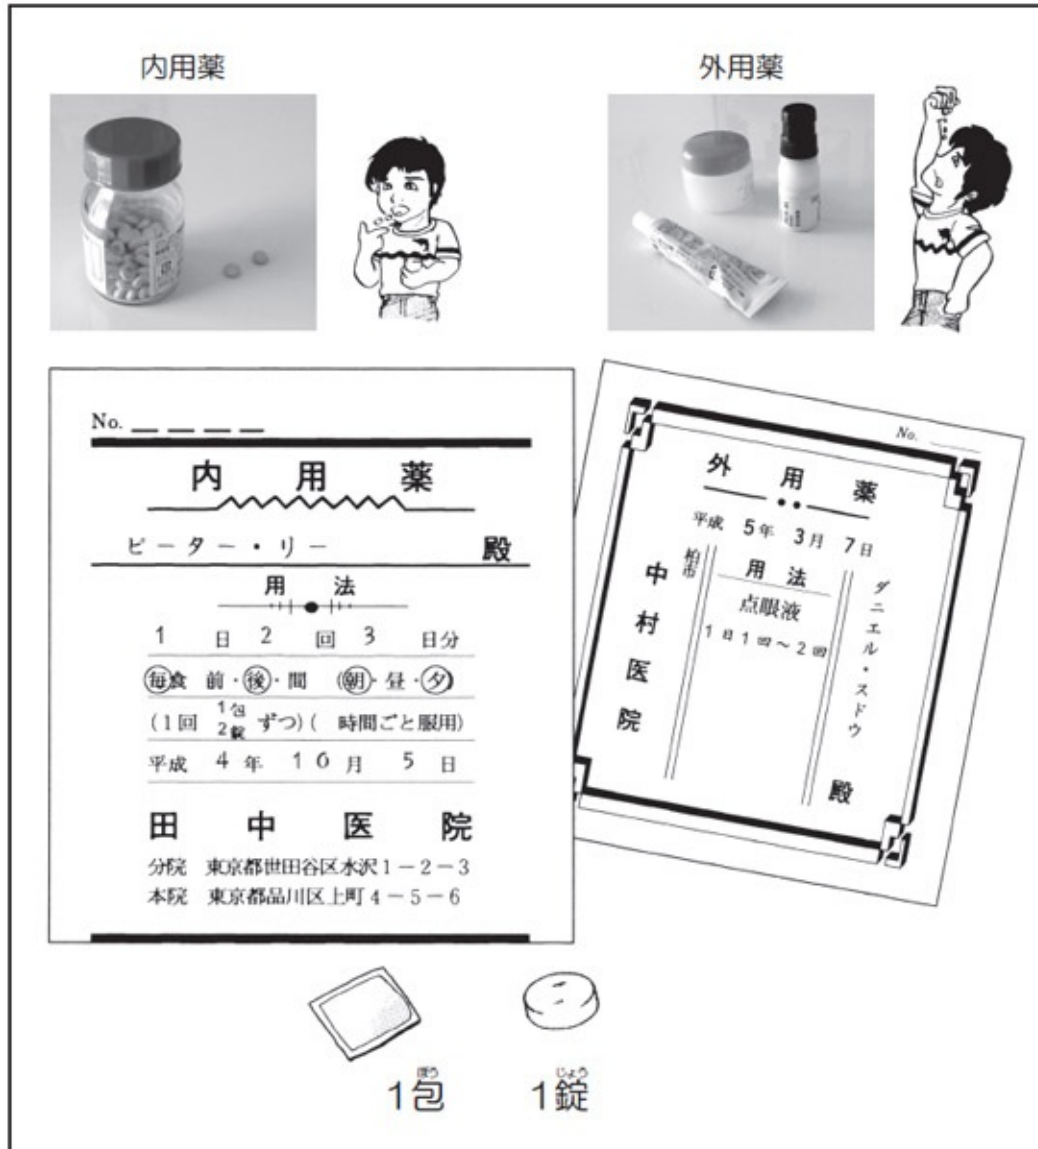 内用薬
外用薬
No.
内用薬
ピーター・リー 殿
用法
1日2回3日分
毎食 前・後・間 (朝・昼・夕)
(1回 1包 2錠 ずつ)( 時間ごと服用)
平成 4年 10月 5日
田中医院
分院 東京都世田谷区水沢1-2-3
本院 東京都品川区上町4-5-6
No.
外用薬
平成 5年 3月 7日
ダニエル・スドウ 殿
用法
点眼液
1日1回~2回
柏市
中村医院
1包
ぽう
1錠
じょう